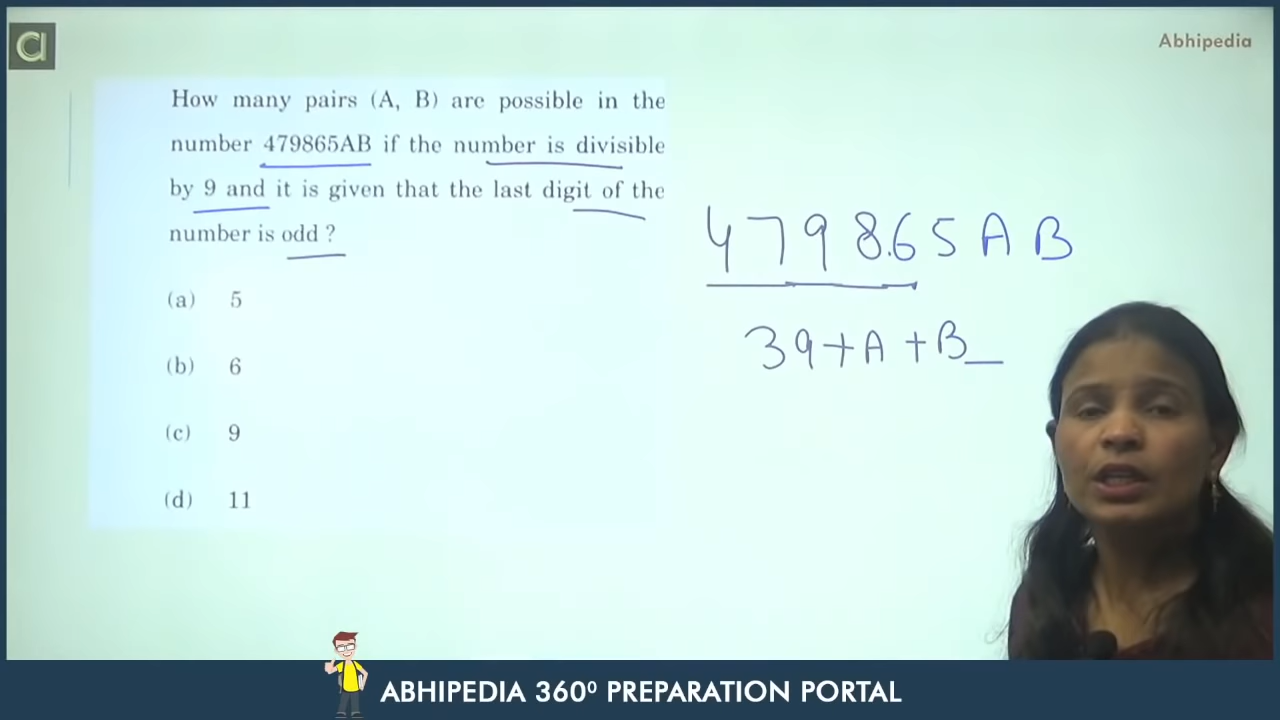 Abhipedia
How many pairs (A, B) are possible in the
number 479865AB if the number is divisible
by 9 and it is given that the last digit of the
number is odd ?
(a) 5
(b) 6
(c) 9
(d) 11
479865AB
39+A+B
ABHIPEDIA 360⁰ PREPARATION PORTAL